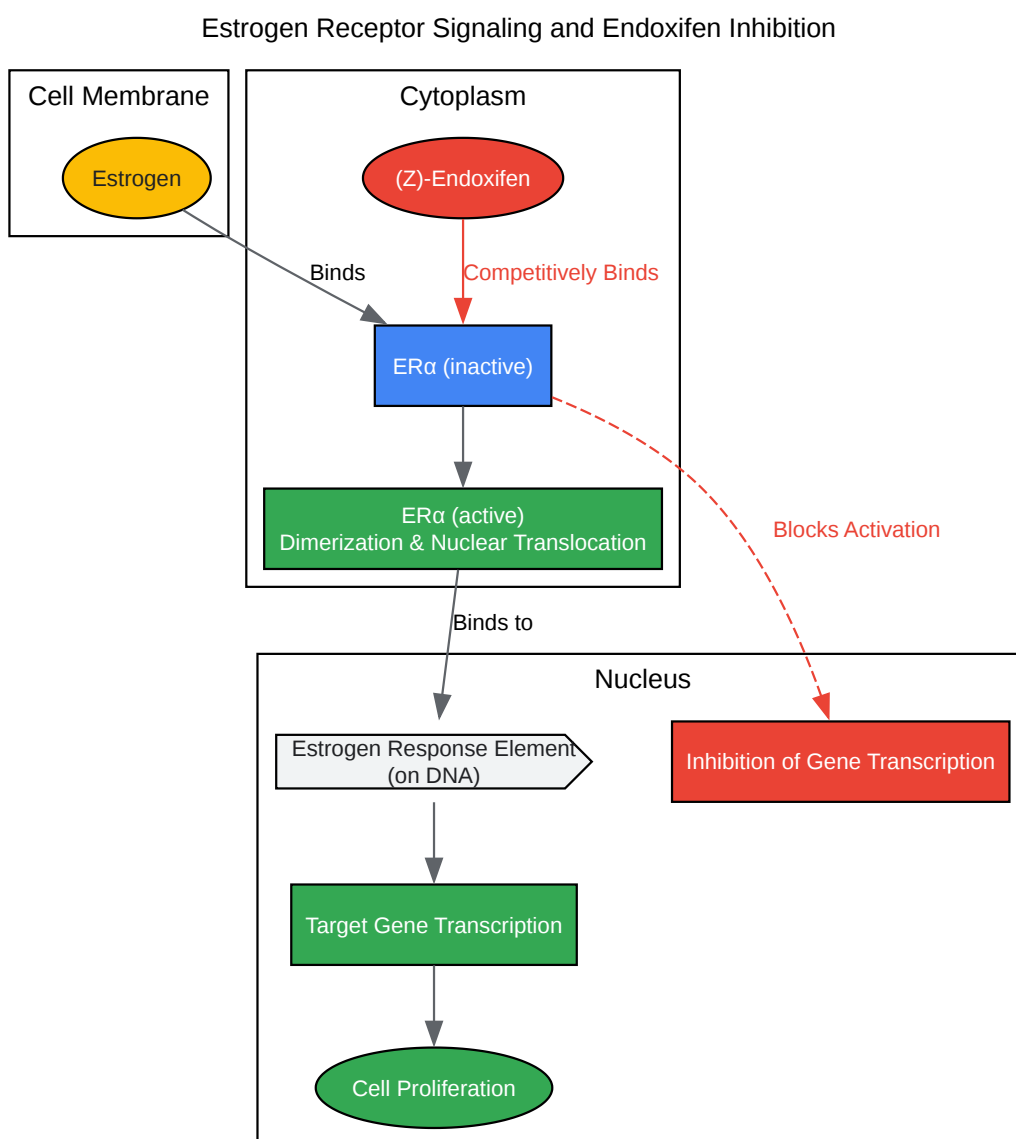 Estrogen Receptor Signaling and Endoxifen Inhibition
Cell Membrane
Cytoplasm
Estrogen
(Z)-Endoxifen
Binds
Competitively Binds
ERα (inactive)
ERα (active)
Dimerization & Nuclear Translocation
Blocks Activation
Binds to
Nucleus
Estrogen Response Element
(on DNA)
Inhibition of Gene Transcription
Target Gene Transcription
Cell Proliferation